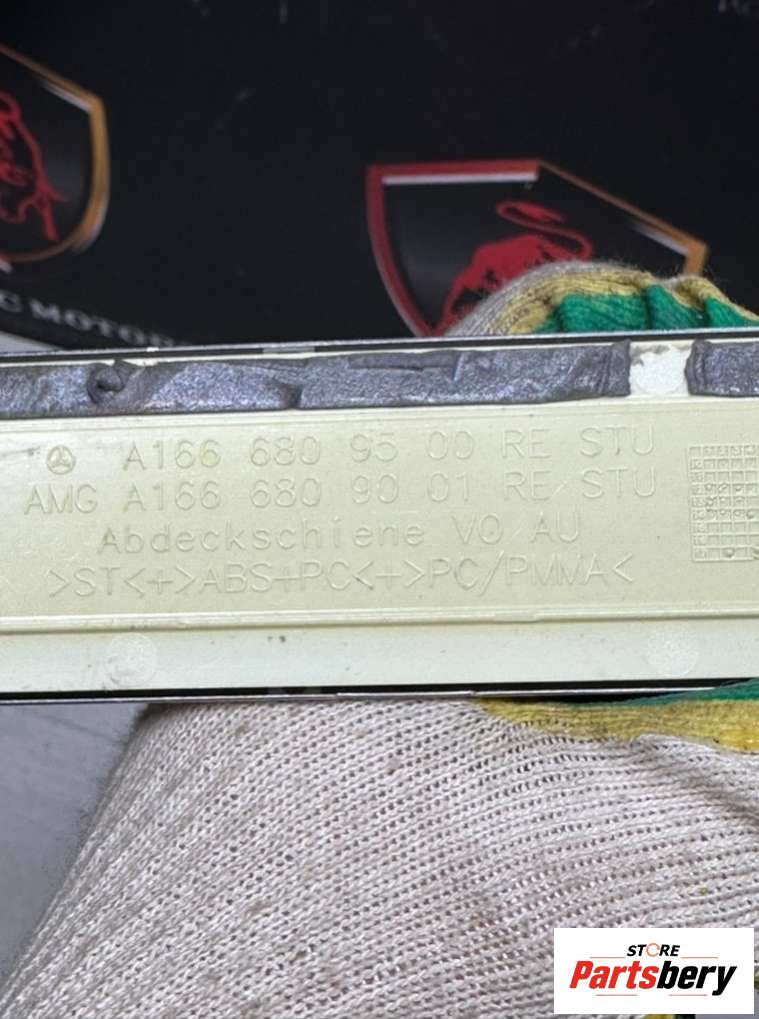 C MOTOR
A166 680 95 00 RE STU
AMG A166 680 90 01 RE/STU
Abdeckschiene VO AU
>ST<+>ABS+PC<+>PC/PMMA<
STORE
Partsbery